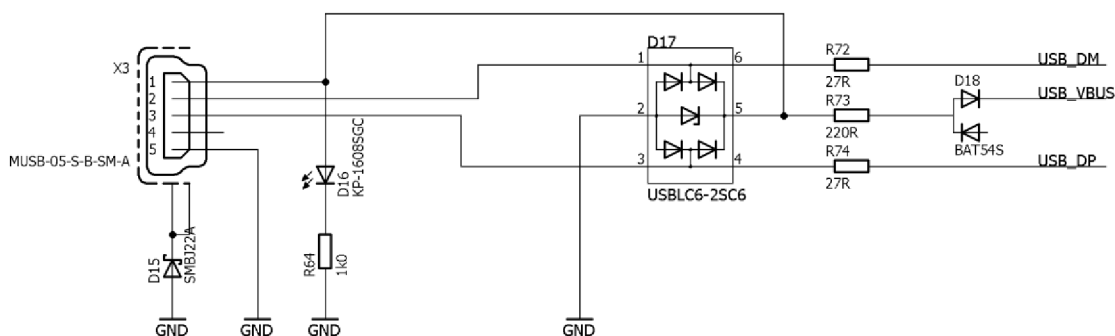 D17
X3
1
2
3
4
5
MUSB-05-S-B-SM-A
D15
SMBJ22A
GND
GND
D16
KP-1608SGC
R64
1k0
GND
GND
1
2
3
6
5
4
USBLC6-2SC6
R72
27R
R73
220R
R74
27R
D18
BAT54S
USB_DM
USB_VBUS
USB_DP